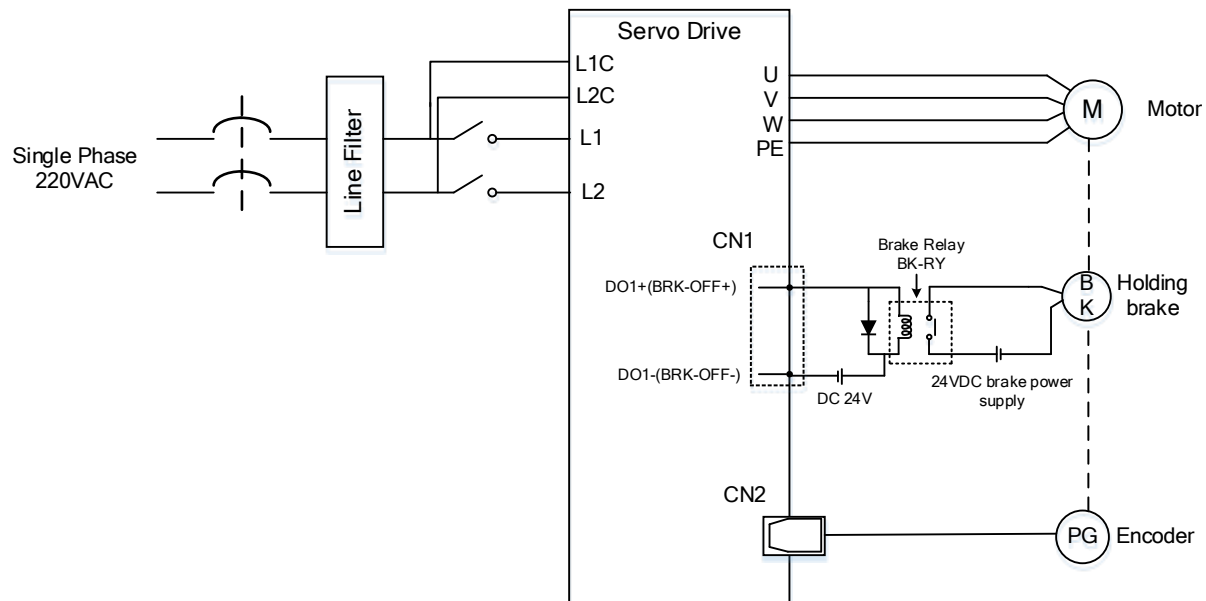 Servo Drive
L1C
L2C
L1
L2
Single Phase
220VAC
Line Filter
U
V
W
PE
M
Motor
CN1
Brake Relay
BK-RY
DO1+(BRK-OFF+)
DO1-(BRK-OFF-)
DC 24V
24VDC brake power
supply
B
K
Holding
brake
CN2
PG
Encoder